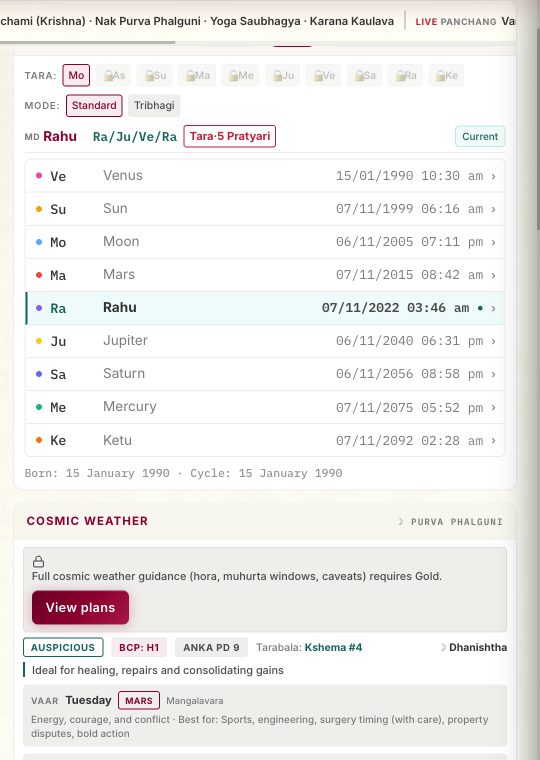 chami (Krishna) · Nak Purva Phalguni · Yoga Saubhagya · Karana Kaulava LIVE PANCHANG
TARA: Mo As Su Ma Me Ju Ve Sa Ra Ke
MODE: Standard Tribhagi
MD Rahu Ra/Ju/Ve/Ra Tara·5 Pratyari Current
Ve Venus 15/01/1990 10:30 am ›
Su Sun 07/11/1999 06:16 am ›
Mo Moon 06/11/2005 07:11 pm ›
Ma Mars 07/11/2015 08:42 am ›
Ra Rahu 07/11/2022 03:46 am • ›
Ju Jupiter 06/11/2040 06:31 pm ›
Sa Saturn 06/11/2056 08:58 pm ›
Me Mercury 07/11/2075 05:52 pm ›
Ke Ketu 07/11/2092 02:28 am ›
Born: 15 January 1990 · Cycle: 15 January 1990
COSMIC WEATHER ☽ PURVA PHALGUNI
Full cosmic weather guidance (hora, muhurta windows, caveats) requires Gold.
View plans
AUSPICIOUS BCP: H1 ANKA PD 9 Tarabala: Kshema #4 ☽ Dhanishtha
Ideal for healing, repairs and consolidating gains
VAAR Tuesday MARS Mangalavara
Energy, courage, and conflict · Best for: Sports, engineering, surgery timing (with care), property
disputes, bold action